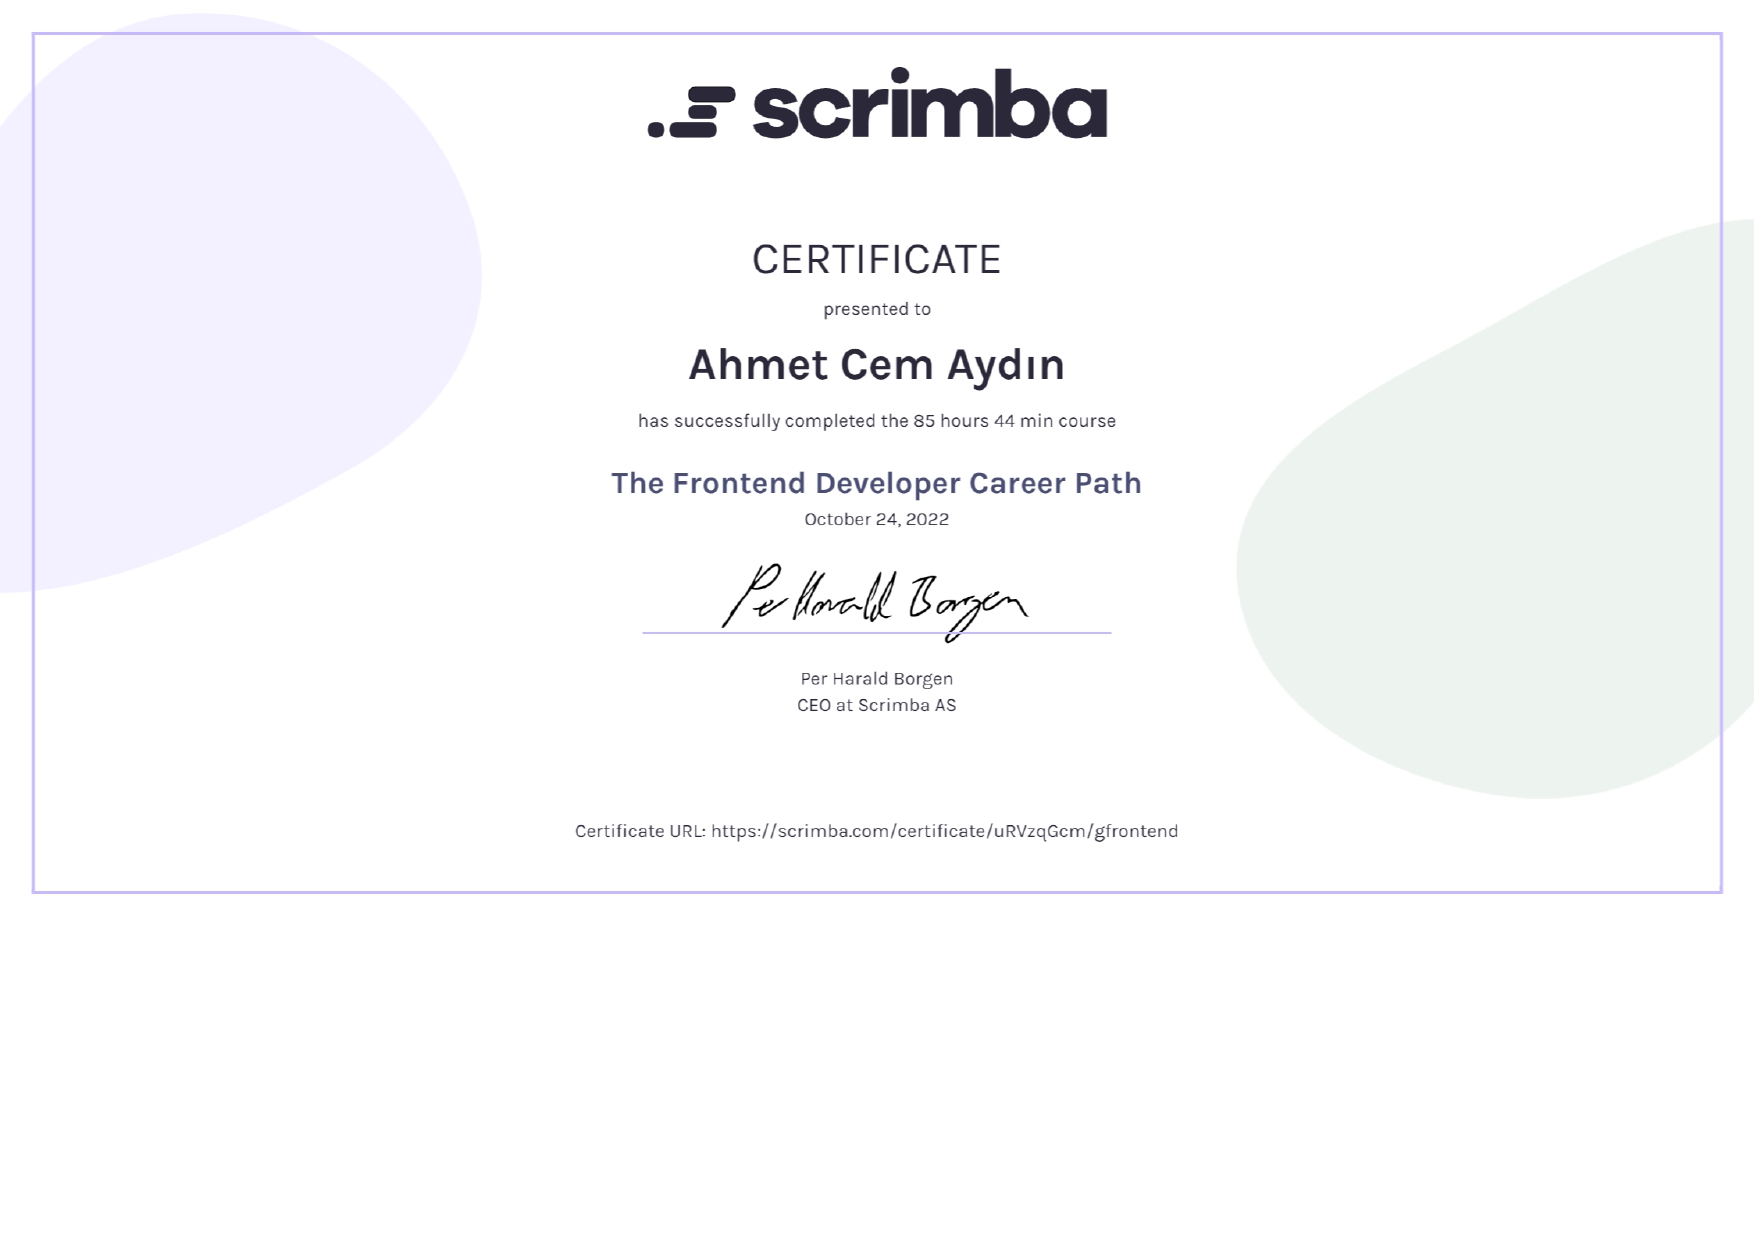 scrimba
CERTIFICATE
presented to
Ahmet Cem Aydın
has successfully completed the 85 hours 44 min course
The Frontend Developer Career Path
October 24, 2022
Per Harald Borgen
Per Harald Borgen
CEO at Scrimba AS
Certificate URL: https://scrimba.com/certificate/uRVzqGcm/gfrontend